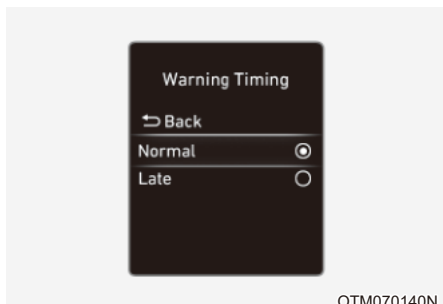 Warning Timing
⮌ Back
Normal
Late
OTM070140N